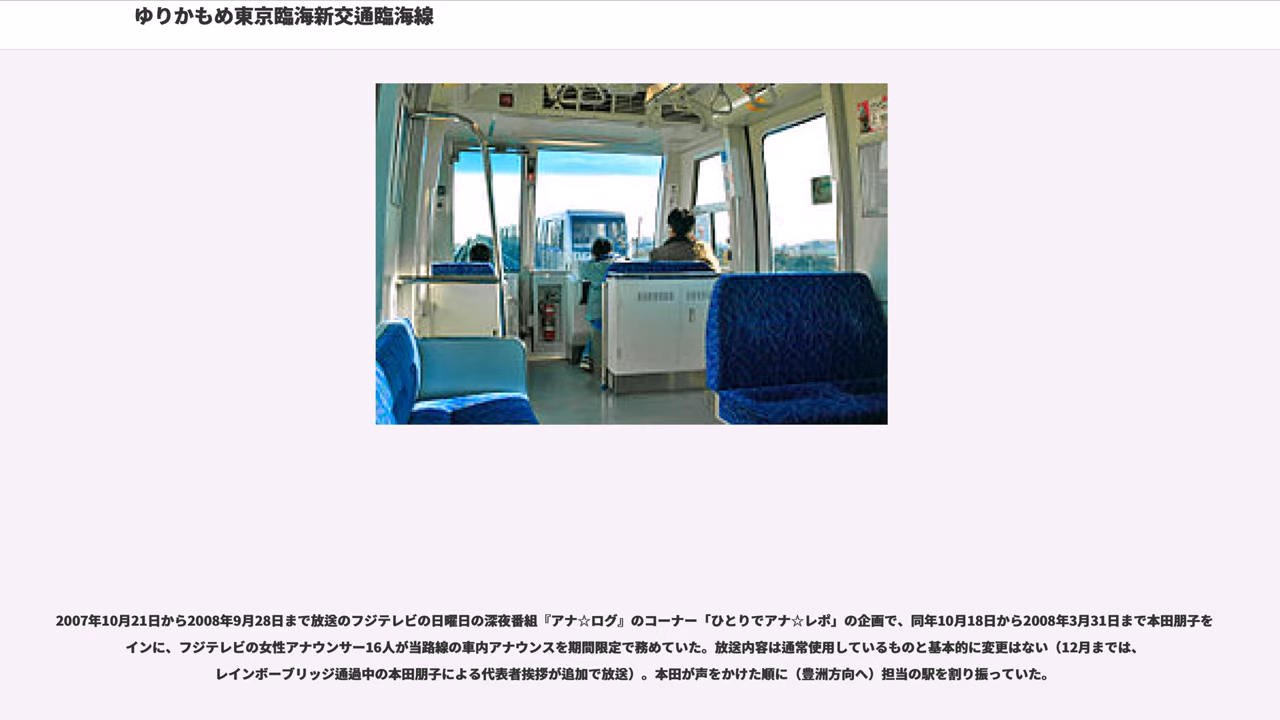 ゆりかもめ東京臨海新交通臨海線
2007年10月21日から2008年9月28日まで放送のフジテレビの日曜日の深夜番組『アナ☆ログ』のコーナー「ひとりでアナ☆レポ」の企画で、同年10月18日から2008年3月31日まで本田朋子を
インに、フジテレビの女性アナウンサー16人が当路線の車内アナウンスを期間限定で務めていた。放送内容は通常使用しているものと基本的に変更はない（12月までは、
レインボーブリッジ通過中の本田朋子による代表者挨拶が追加で放送）。本田が声をかけた順に（豊洲方向へ）担当の駅を割り振っていた。